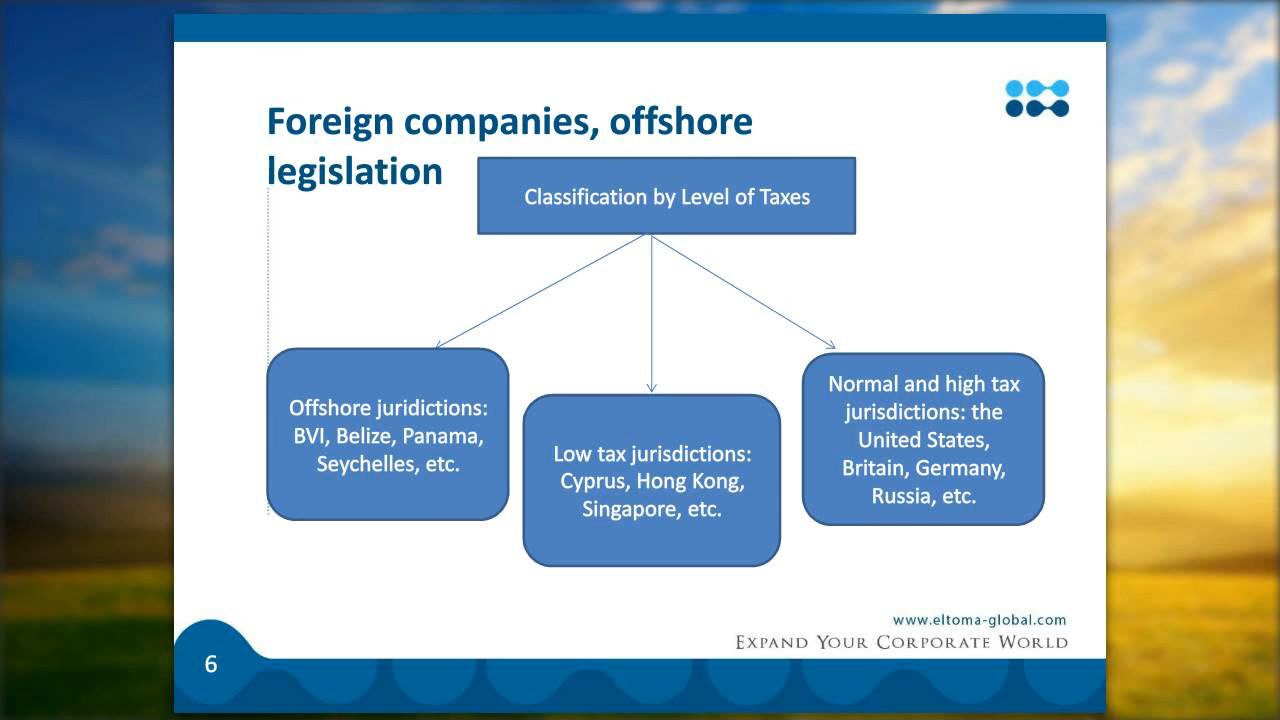 Foreign companies, offshore
legislation
Classification by Level of Taxes
Offshore juridictions:
BVI, Belize, Panama,
Seychelles, etc.
Low tax jurisdictions:
Cyprus, Hong Kong,
Singapore, etc.
Normal and high tax
jurisdictions: the
United States,
Britain, Germany,
Russia, etc.
www.eltoma-global.com
Expand Your Corporate World
6